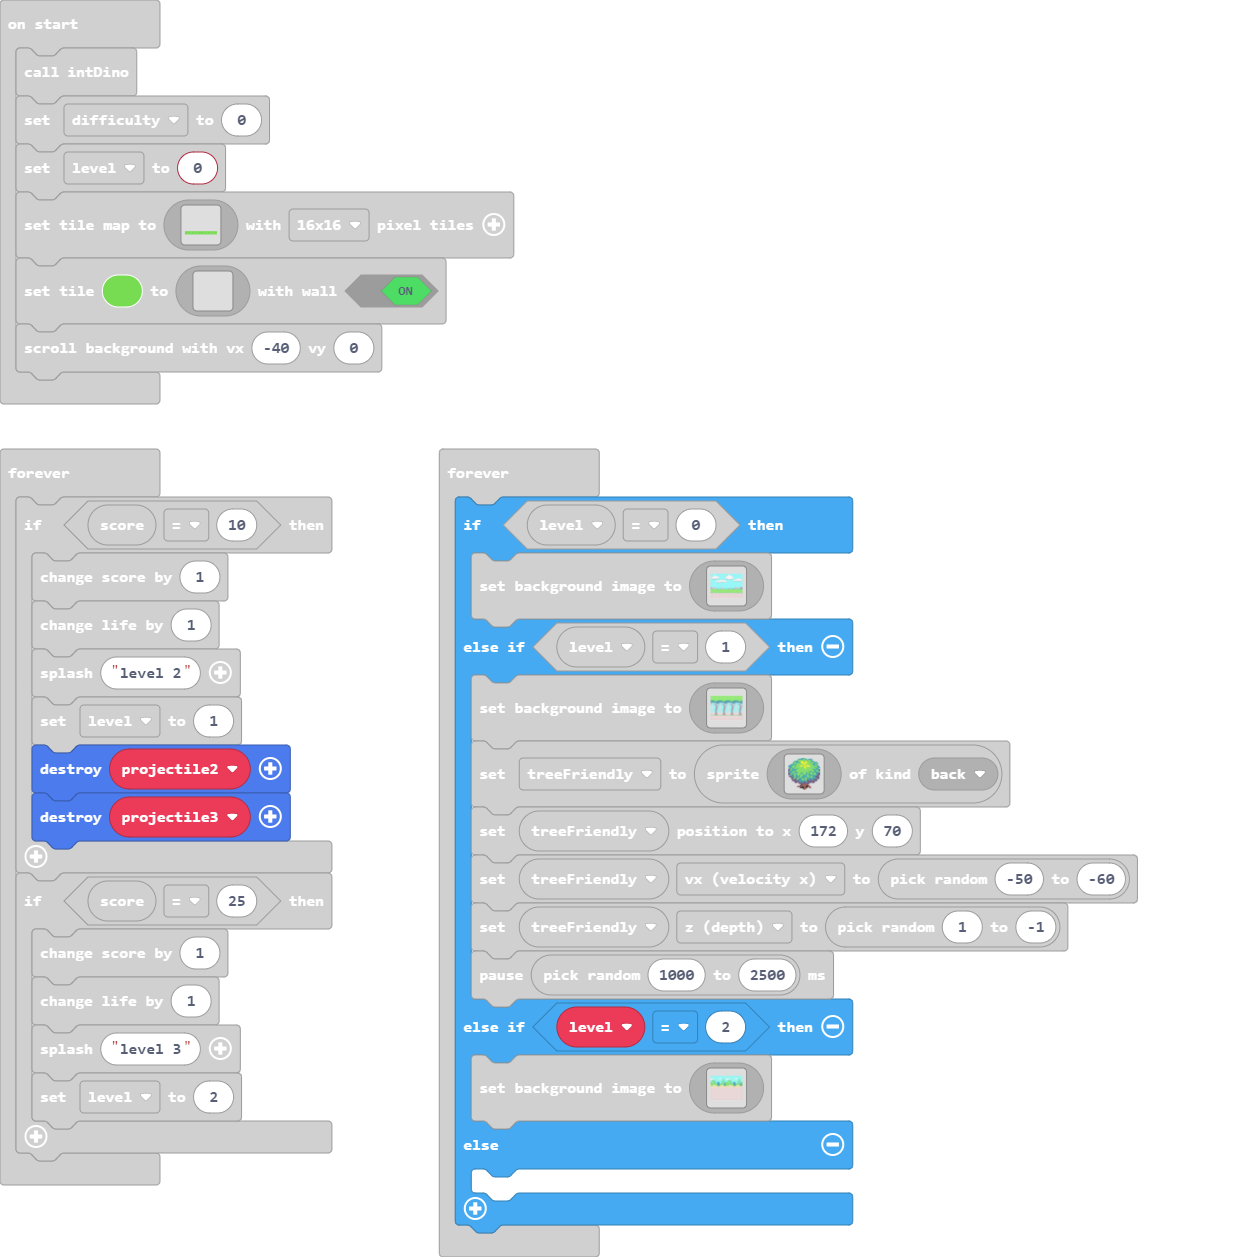 on start
call intDino
set difficulty to 0
set level to 0
set tile map to with 16x16 pixel tiles
set tile to with wall ON
scroll background with vx -40 vy 0
forever
if score = 10 then
change score by 1
change life by 1
splash "level 2"
set level to 1
destroy projectile2
destroy projectile3
if score = 25 then
change score by 1
change life by 1
splash "level 3"
set level to 2
forever
if level = 0 then
set background image to
else if level = 1 then
set background image to
set treeFriendly to sprite of kind back
set treeFriendly position to x 172 y 70
set treeFriendly vx (velocity x) to pick random -50 to -60
set treeFriendly z (depth) to pick random 1 to -1
pause pick random 1000 to 2500 ms
else if level = 2 then
set background image to
else